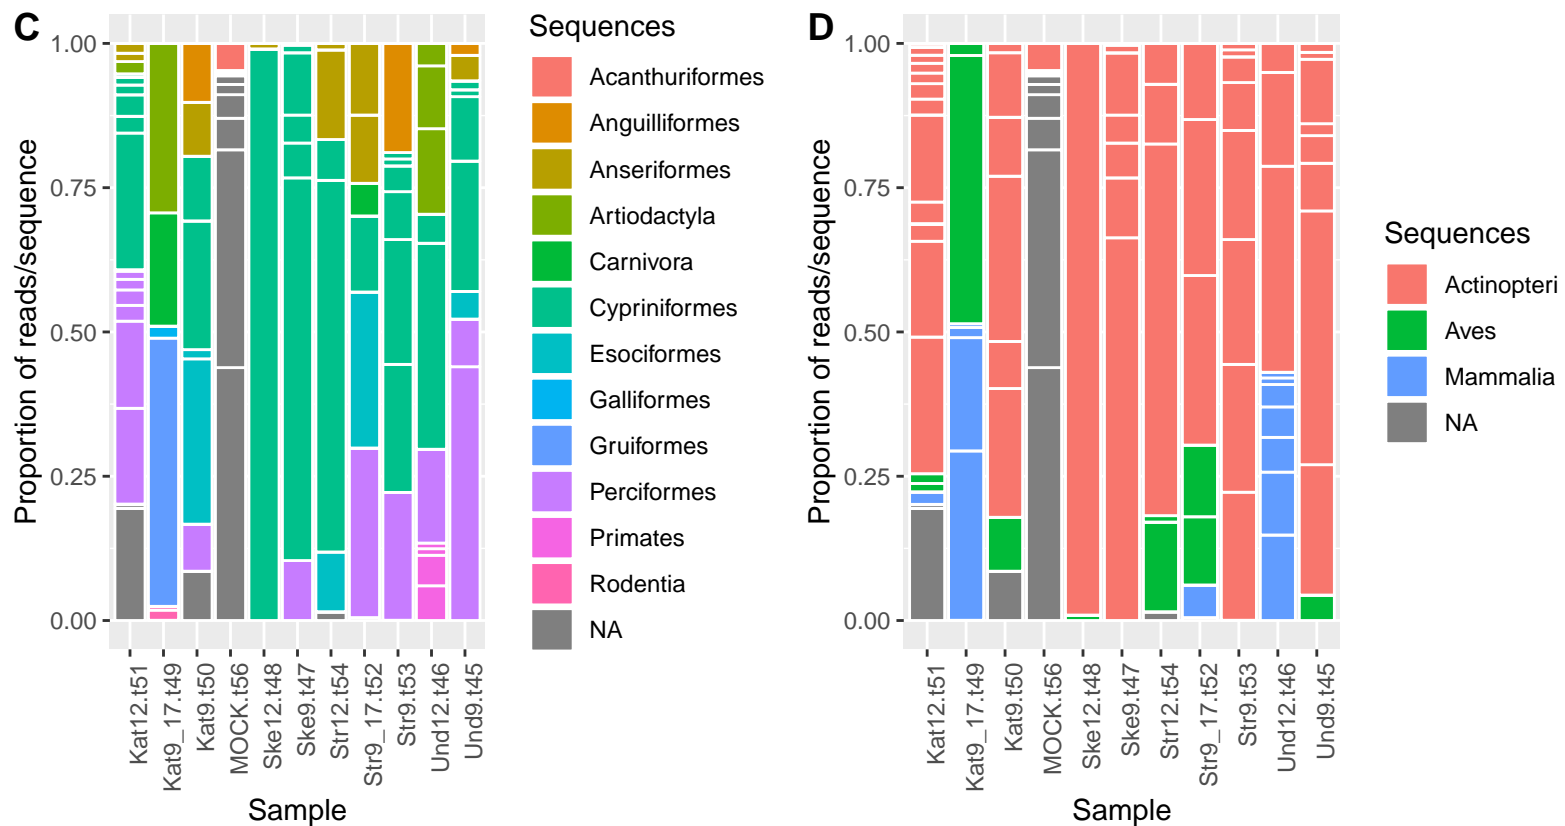 C
Proportion of reads/sequence
1.00
0.75
0.50
0.25
0.00
Kat12.t51
Kat9_17.t49
Kat9.t50
MOCK.t56
Ske12.t48
Ske9.t47
Str12.t54
Str9_17.t52
Str9.t53
Und12.t46
Und9.t45
Sample
Sequences
Acanthuriformes
Anguilliformes
Anseriformes
Artiodactyla
Carnivora
Cypriniformes
Esociformes
Galliformes
Gruiformes
Perciformes
Primates
Rodentia
NA
D
Proportion of reads/sequence
1.00
0.75
0.50
0.25
0.00
Kat12.t51
Kat9_17.t49
Kat9.t50
MOCK.t56
Ske12.t48
Ske9.t47
Str12.t54
Str9_17.t52
Str9.t53
Und12.t46
Und9.t45
Sample
Sequences
Actinopteri
Aves
Mammalia
NA